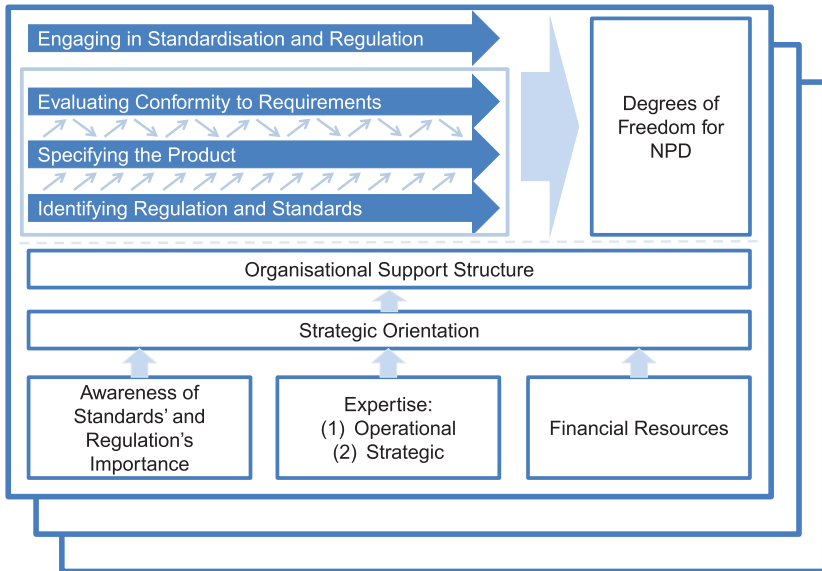 Engaging in Standardisation and Regulation
Evaluating Conformity to Requirements
Specifying the Product
Identifying Regulation and Standards
Degrees of
Freedom for
NPD
Organisational Support Structure
Strategic Orientation
Awareness of
Standards’ and
Regulation’s
Importance
Expertise:
(1) Operational
(2) Strategic
Financial Resources